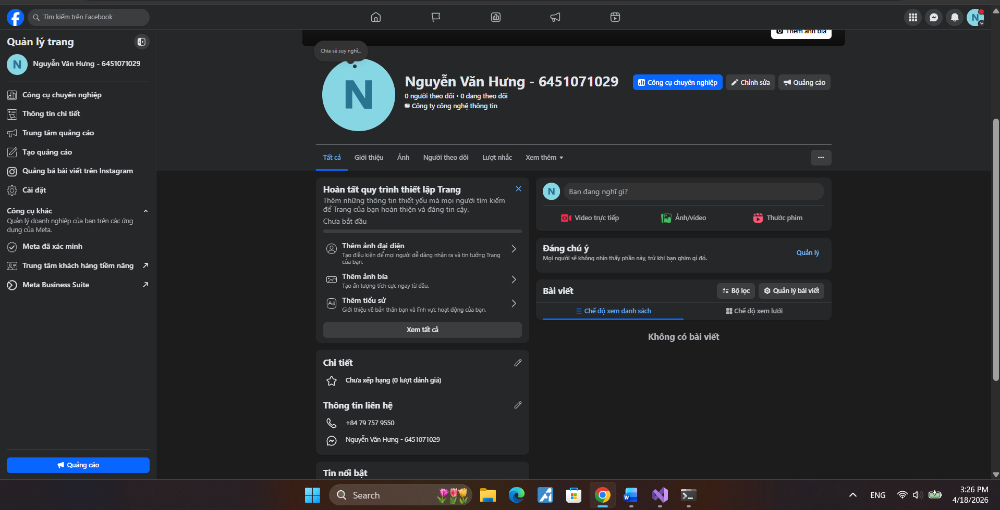 Tìm kiếm trên Facebook
N
Quản lý trang
N
Nguyễn Văn Hưng - 6451071029
Công cụ chuyên nghiệp
Thông tin chi tiết
Trung tâm quảng cáo
Tạo quảng cáo
Quảng bá bài viết trên Instagram
Cài đặt
Công cụ khác
Quản lý doanh nghiệp của bạn trên các ứng
dụng của Meta.
Meta đã xác minh
Trung tâm khách hàng tiềm năng
Meta Business Suite
Quảng cáo
Thêm ảnh bìa
Chia sẻ suy nghĩ...
N
Nguyễn Văn Hưng - 6451071029
0 người theo dõi • 0 đang theo dõi
Công ty công nghệ thông tin
Công cụ chuyên nghiệp
Chỉnh sửa
Quảng cáo
Tất cả
Giới thiệu
Ảnh
Người theo dõi
Lượt nhắc
Xem thêm
Hoàn tất quy trình thiết lập Trang
Thêm những thông tin thiết yếu mà mọi người tìm kiếm
để Trang của bạn hoàn thiện và đáng tin cậy.
Chưa bắt đầu
Thêm ảnh đại diện
Tạo điều kiện để mọi người dễ dàng nhận ra và tin tưởng Trang
của bạn.
Thêm ảnh bìa
Tạo ấn tượng tích cực ngay từ đầu.
Aa
Thêm tiểu sử
Giới thiệu về bản thân bạn và lĩnh vực hoạt động của bạn.
Xem tất cả
Chi tiết
Chưa xếp hạng (0 lượt đánh giá)
Thông tin liên hệ
+84 79 757 9550
Nguyễn Văn Hưng - 6451071029
Tin nổi bật
N
Bạn đang nghĩ gì?
Video trực tiếp
Ảnh/video
Thước phim
Đáng chú ý
Mọi người sẽ không nhìn thấy phần này, trừ khi bạn ghim gì đó.
Quản lý
Bài viết
Bộ lọc
Quản lý bài viết
Chế độ xem danh sách
Chế độ xem lưới
Không có bài viết
Search
W
ENG
3:26 PM
4/18/2026